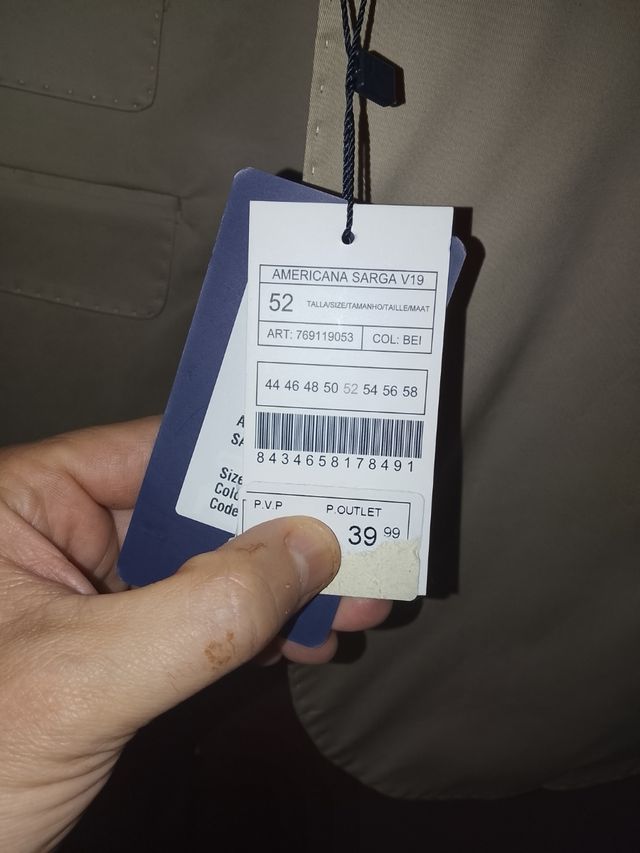 AMERICANA SARGA V19
52 TALLA/SIZE/TAMANHO/TAILLE/MAAT
ART: 769119053 COL: BEI
44 46 48 50 52 54 56 58
8434658178491
P.V.P P.OUTLET
39 99
Size
Code